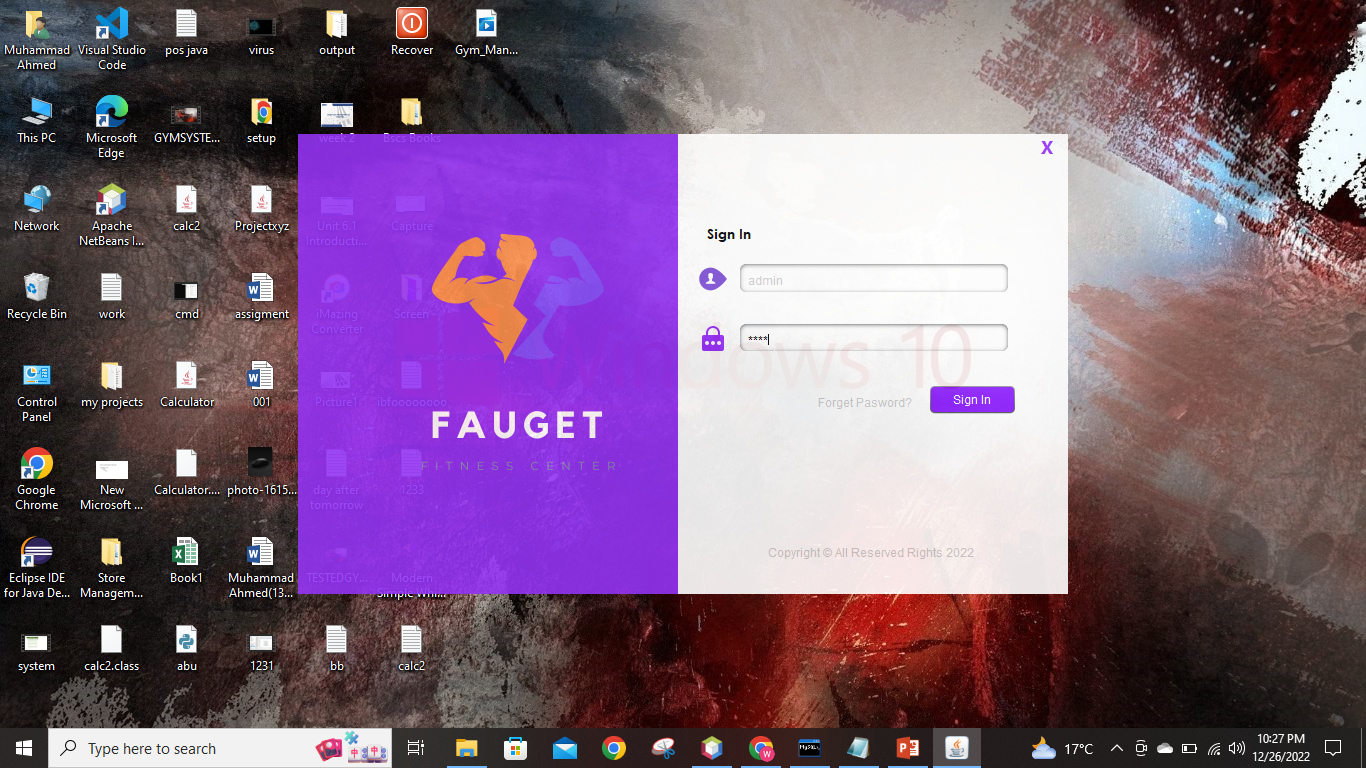 Muhammad
Ahmed
Visual Studio
Code
pos java
virus
output
Recover
Gym_Man...
This PC
Microsoft
Edge
GYMSYSTE...
setup
week 2
Bscs Books
Network
Apache
NetBeans I...
calc2
Projectxyz
Unit 6.1
Introducti...
Capture
Recycle Bin
work
cmd
assigment
iMazing
Converter
Screen
Control
Panel
my projects
Calculator
001
Picture1
ibfoooooooo
Google
Chrome
New
Microsoft ...
Calculator....
photo-1615...
day after
tomorrow
1233
Eclipse IDE
for Java De...
Store
Managem...
Book1
Muhammad
Ahmed(13...
TESTEDGY...
Modern
Simple Whi...
system
calc2.class
abu
1231
bb
calc2
FAUGET
FITNESS CENTER
X
Sign In
admin
****
Windows 10
Forget Pasword?
Sign In
Copyright © All Reserved Rights 2022
Type here to search
MySQL
17°C
10:27 PM
12/26/2022